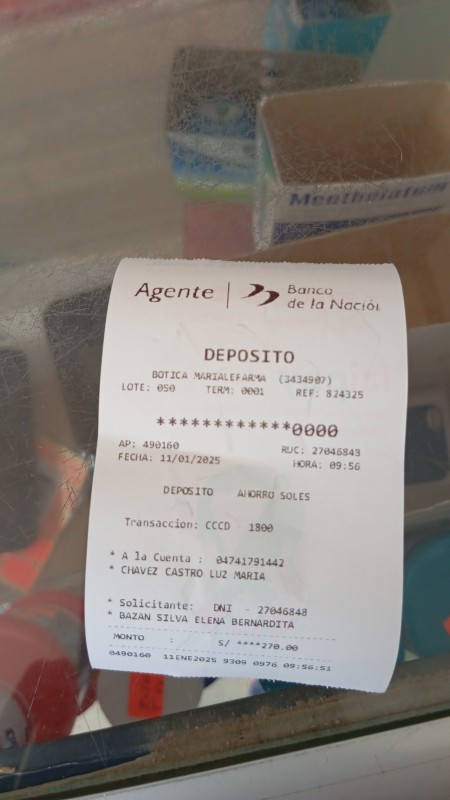 Mentholatum
Agente | Banco
de la Nación
DEPOSITO
BOTICA MARIALEFARMA (3434907)
LOTE: 050 TERM: 0001 REF: 824325
************0000
AP: 490160 RUC: 27046843
FECHA: 11/01/2025 HORA: 09:56
DEPOSITO AHORRO SOLES
Transaccion: CCCD 1800
* A la Cuenta : 04741791442
* CHAVEZ CASTRO LUZ MARIA
* Solicitante: DNI - 27046848
* BAZAN SILVA ELENA BERNARDITA
MONTO : S/ ****270.00
0490160 11ENE2025 9309 0976 09:56:51